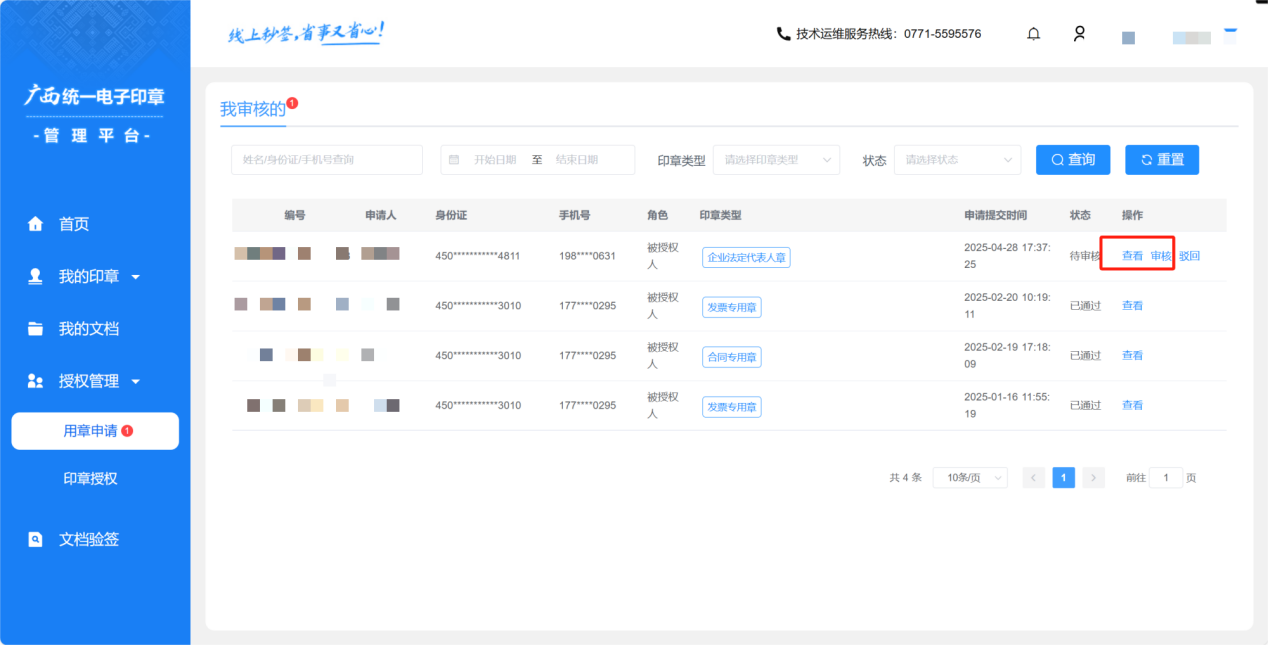 线上秒签,省事又省心!
技术运维服务热线：0771-5595576
广西统一电子印章
-管理平台-
首页
我的印章
我的文档
授权管理
用章申请 1
印章授权
文档验签
我审核的 1
姓名/身份证/手机号查询 开始日期 至 结束日期 印章类型 请选择印章类型 状态 请选择状态 查询 重置
编号 申请人 身份证 手机号 角色 印章类型 申请提交时间 状态 操作
450***********4811 198****0631 被授权人 企业法定代表人章 2025-04-28 17:37:25 待审核 查看 审核 驳回
450***********3010 177****0295 被授权人 发票专用章 2025-02-20 10:19:11 已通过 查看
450***********3010 177****0295 被授权人 合同专用章 2025-02-19 17:18:09 已通过 查看
450***********3010 177****0295 被授权人 发票专用章 2025-01-16 11:55:19 已通过 查看
共 4 条 10条/页 1 前往 1 页